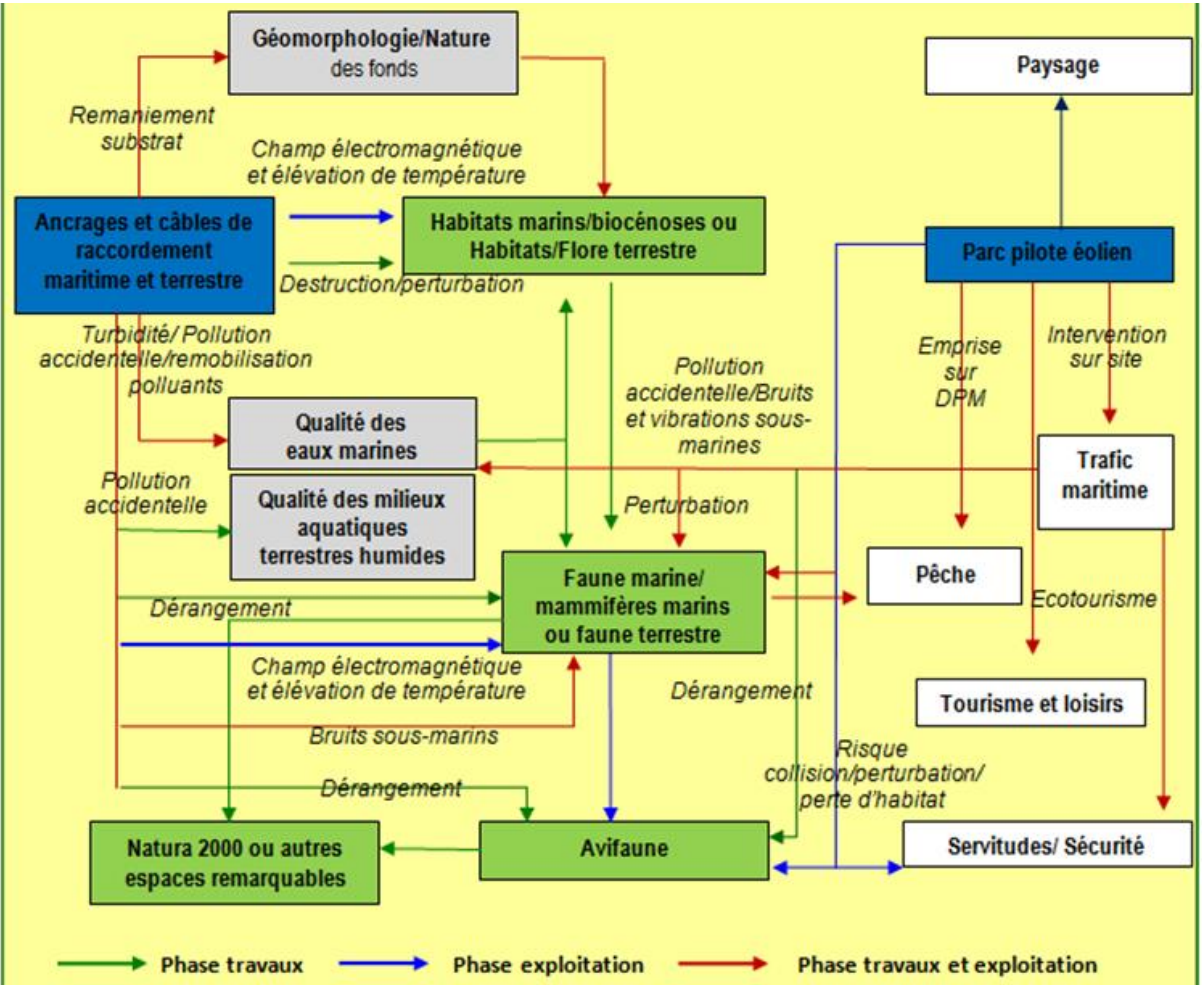 Géomorphologie/Nature
des fonds
Paysage
Remaniement
substrat
Champ électromagnétique
et élévation de température
Ancrages et câbles de
raccordement
maritime et terrestre
Habitats marins/biocénoses ou
Habitats/Flore terrestre
Parc pilote éolien
Destruction/perturbation
Turbidité/ Pollution
accidentelle/remobilisation
polluants
Emprise
sur
DPM
Intervention
sur site
Pollution
accidentelle/Bruits
et vibrations sous-
marines
Qualité des
eaux marines
Trafic
maritime
Pollution
accidentelle
Qualité des milieux
aquatiques
terrestres humides
Perturbation
Faune marine/
mammifères marins
ou faune terrestre
Pêche
Dérangement
Ecotourisme
Champ électromagnétique
et élévation de température
Dérangement
Tourisme et loisirs
Bruits sous-marins
Risque
collision/perturbation/
perte d'habitat
Dérangement
Natura 2000 ou autres
espaces remarquables
Avifaune
Servitudes/ Sécurité
Phase travaux
Phase exploitation
Phase travaux et exploitation